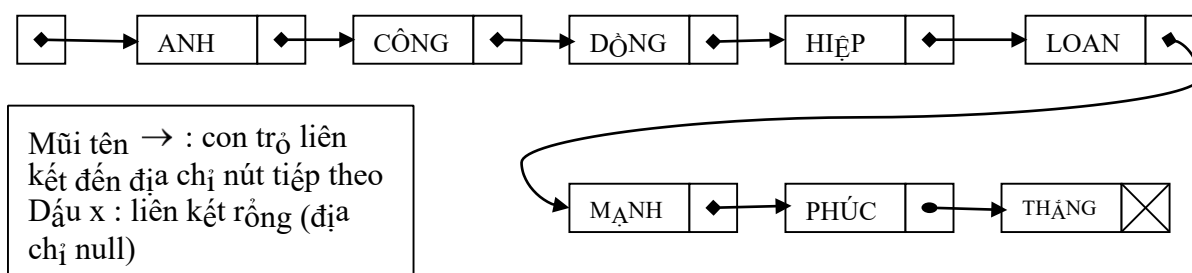 ANH CÔNG DỒNG HIỆP LOAN
Mũi tên → : con trỏ liên
kết đến địa chỉ nút tiếp theo
Dấu x : liên kết rỗng (địa
chỉ null)
MẠNH PHÚC THẮNG